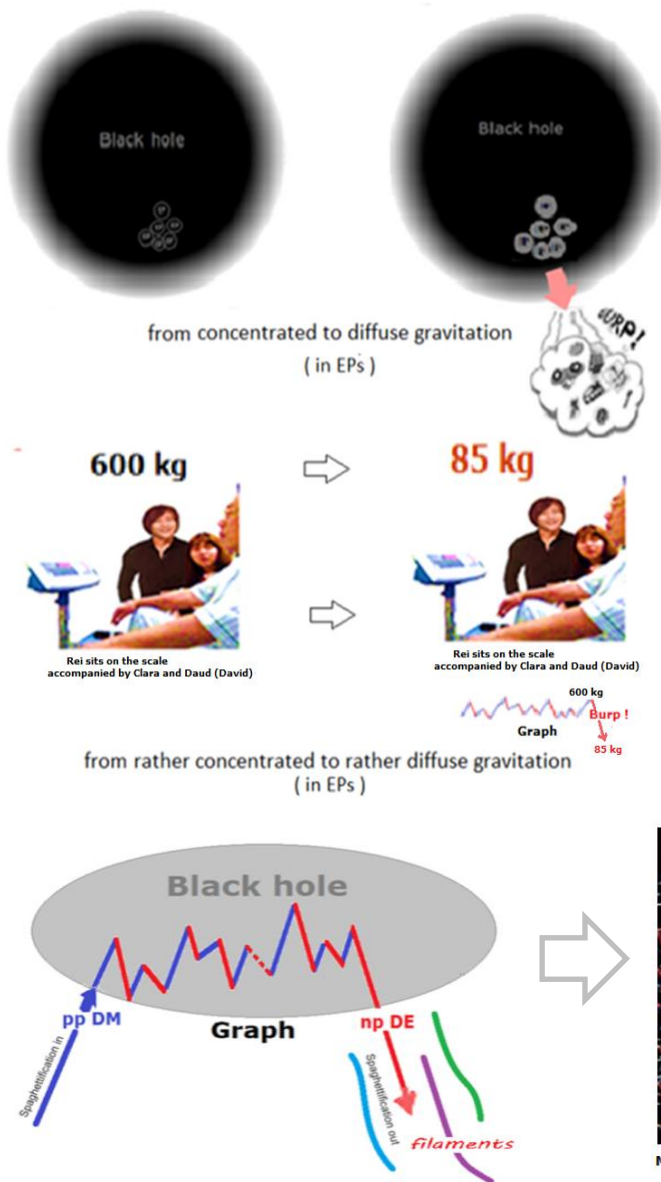 Black hole
Black hole
BURP!
from concentrated to diffuse gravitation
( in EPs )
600 kg
85 kg
Rei sits on the scale
accompanied by Clara and Daud (David)
Rei sits on the scale
accompanied by Clara and Daud (David)
600 kg
Burp !
Graph
85 kg
from rather concentrated to rather diffuse gravitation
( in EPs )
Black hole
pp DM
Graph
np DE
Spaghettification in
Spaghettification out
filaments